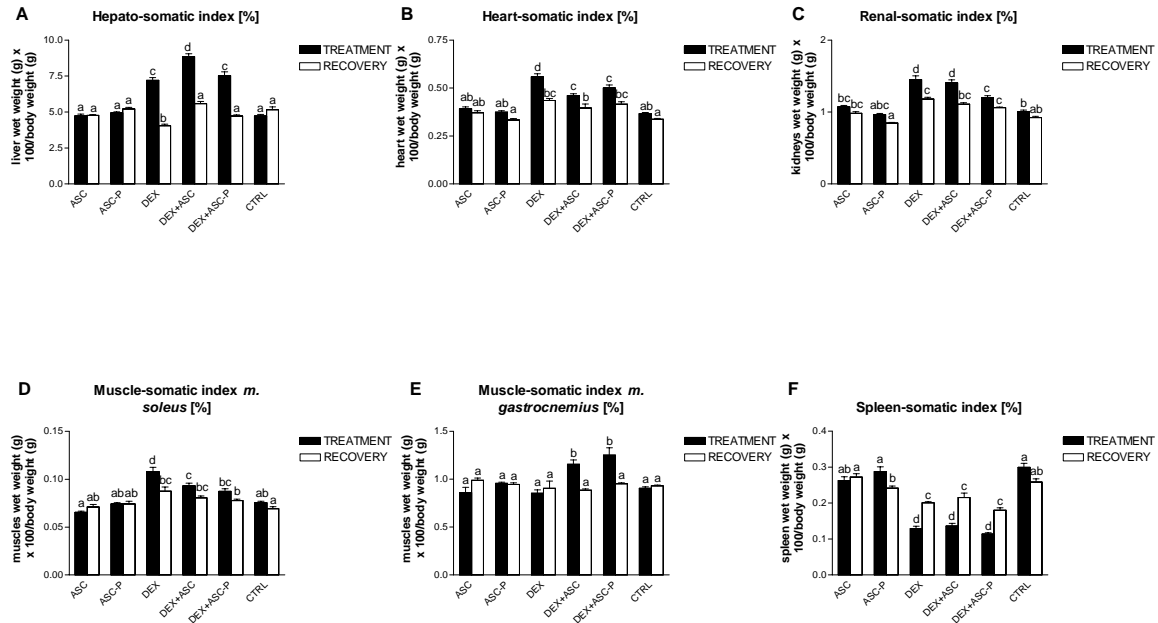 A
Hepato-somatic index [%]
liver wet weight (g) x
100/body weight (g)
10.0
7.5
5.0
2.5
0.0
a a a a c b d a c a a a
ASC
ASC-P
DEX
DEX+ASC
DEX+ASC-P
CTRL
TREATMENT
RECOVERY
B
Heart-somatic index [%]
heart wet weight (g) x
100/body weight (g)
0.75
0.50
0.25
0.00
ab ab ab a d bc c b c bc ab a
ASC
ASC-P
DEX
DEX+ASC
DEX+ASC-P
CTRL
TREATMENT
RECOVERY
C
Renal-somatic index [%]
kidneys wet weight (g) x
100/body weight (g)
2
1
0
bc bc abc a d c d c c c b ab
ASC
ASC-P
DEX
DEX+ASC
DEX+ASC-P
CTRL
TREATMENT
RECOVERY
D
Muscle-somatic index m.
soleus [%]
muscles wet weight (g)
x 100/body weight (g)
0.15
0.10
0.05
0.00
a ab ab ab d bc c bc bc b ab a
ASC
ASC-P
DEX
DEX+ASC
DEX+ASC-P
CTRL
TREATMENT
RECOVERY
E
Muscle-somatic index m.
gastrocnemius [%]
muscles wet weight (g)
x 100/body weight (g)
1.5
1.0
0.5
0.0
a a a a a a b a b a a a
ASC
ASC-P
DEX
DEX+ASC
DEX+ASC-P
CTRL
TREATMENT
RECOVERY
F
Spleen-somatic index [%]
spleen wet weight (g) x
100/body weight (g)
0.4
0.3
0.2
0.1
0.0
ab a a b d c d c d c a ab
ASC
ASC-P
DEX
DEX+ASC
DEX+ASC-P
CTRL
TREATMENT
RECOVERY